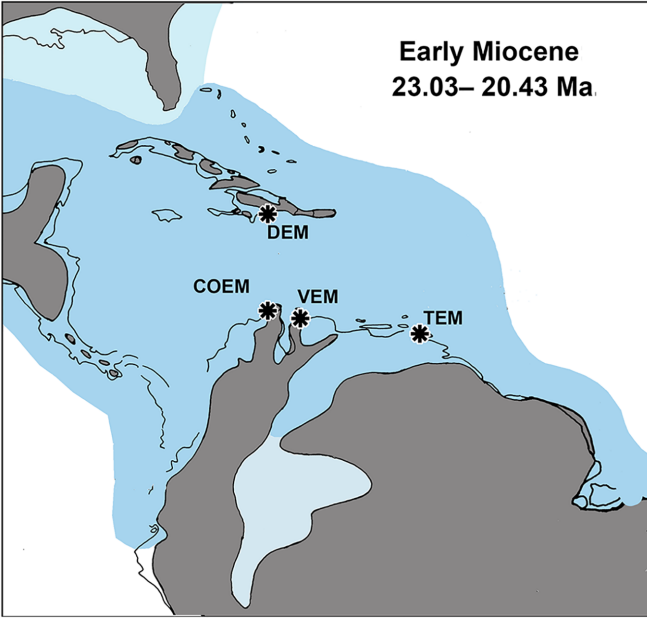 Early Miocene
23.03– 20.43 Ma.
DEM
COEM
VEM
TEM